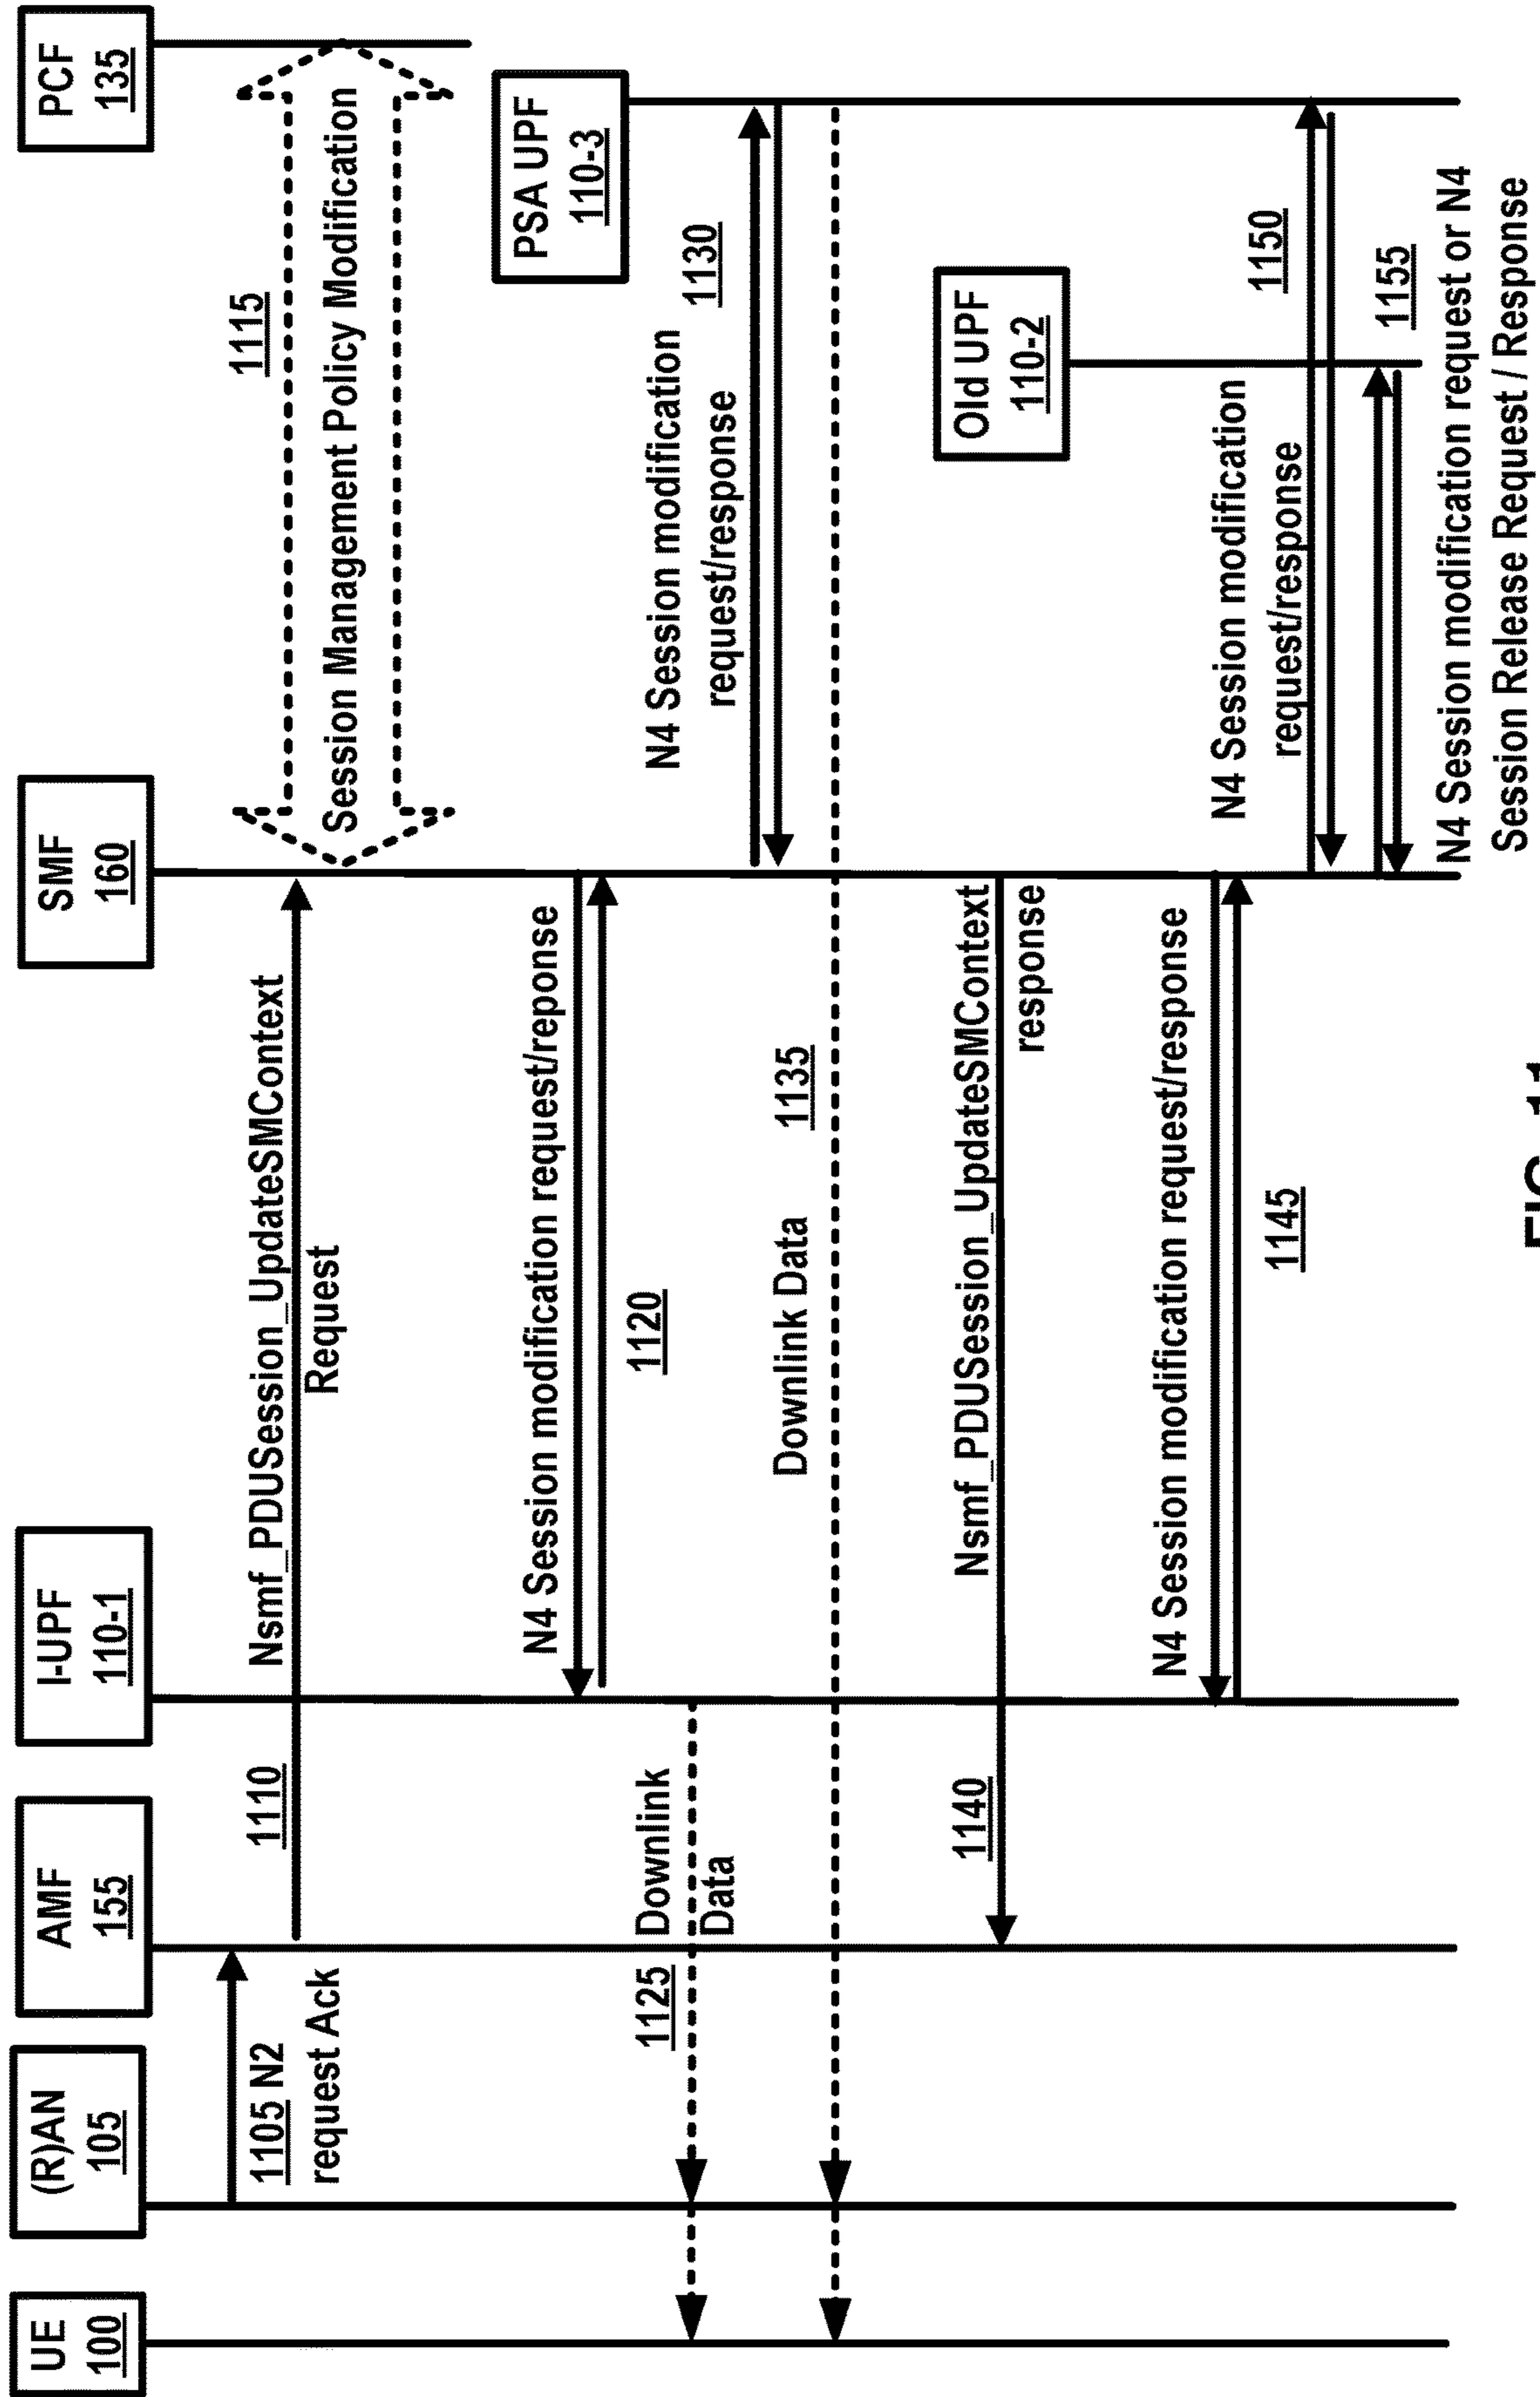 UE
100
(R)AN
105
AMF
155
I-UPF
110-1
SMF
160
PCF
135
1105 N2
request Ack
1110
Nsmf_PDUSession_UpdateSMContext
Request
1115
Session Management Policy Modification
N4 Session modification request/reponse
1120
PSA UPF
110-3
1125
Downlink
Data
N4 Session modification
request/response
1130
Downlink Data
1135
1140
Nsmf_PDUSession_UpdateSMContext
response
Old UPF
110-2
N4 Session modification request/response
1145
N4 Session modification
request/response
1150
1155
N4 Session modification request or N4
Session Release Request / Response
FIG. 11